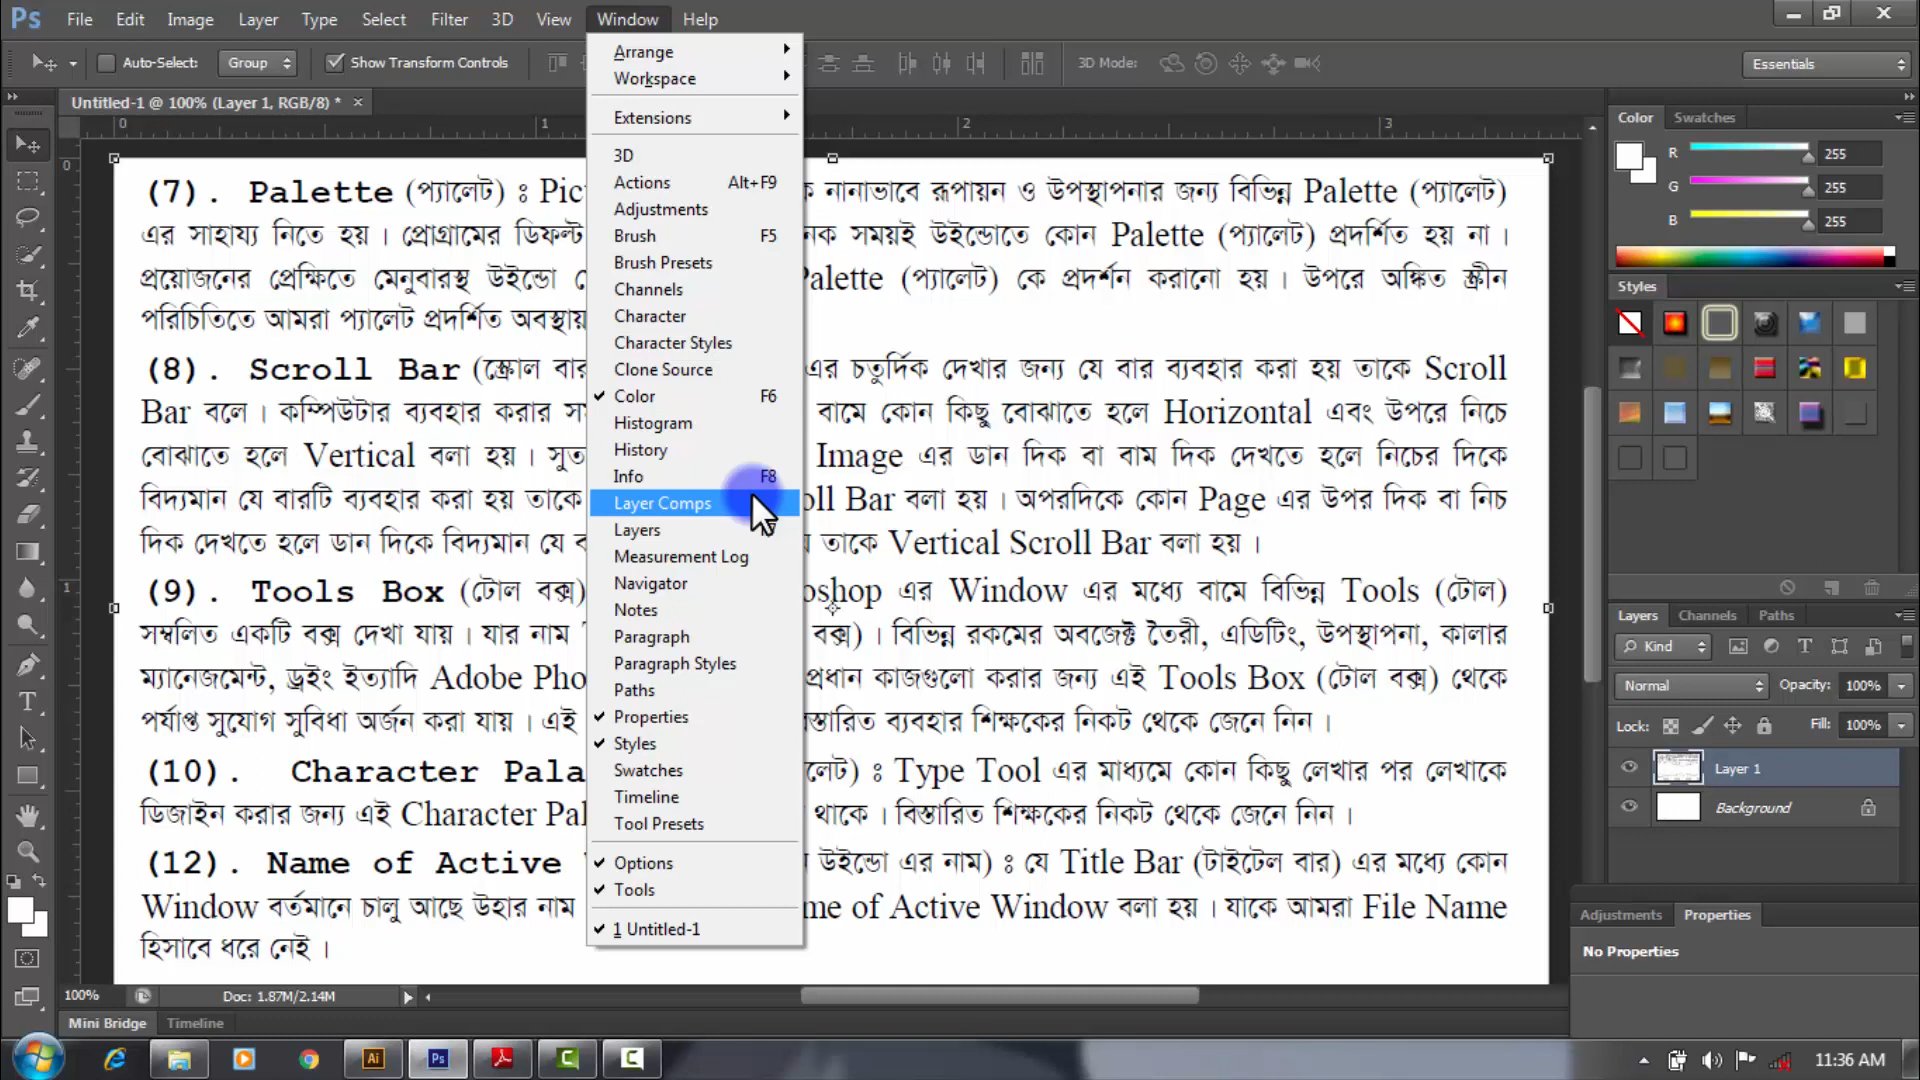 Ps File Edit Image Layer Type Select Filter 3D View Window Help
Auto-Select: Group Show Transform Controls 3D Mode: Essentials
Untitled-1 @ 100% (Layer 1, RGB/8) *
0 1 2 3
Arrange
Workspace
Extensions
3D
Actions Alt+F9
Adjustments
Brush F5
Brush Presets
Channels
Character
Character Styles
Clone Source
Color F6
Histogram
History
Info F8
Layer Comps
Layers
Measurement Log
Navigator
Notes
Paragraph
Paragraph Styles
Paths
Properties
Styles
Swatches
Timeline
Tool Presets
Options
Tools
1 Untitled-1
0
1
(7). Palette (প্যালেট) ঃ নানাভাবে রূপায়ন ও উপস্থাপনার জন্য বিভিন্ন Palette (প্যালেট)
এর সাহায্য নিতে হয়। প্রোগ্রামের ডিফল্ট সময়ই উইন্ডোতে কোন Palette (প্যালেট) প্রদর্শিত হয় না।
প্রয়োজনের প্রেক্ষিতে মেনুবারস্থ উইন্ডো (প্যালেট) কে প্রদর্শন করানো হয়। উপরে অঙ্কিত স্ক্রীন
পরিচিতিতে আমরা প্যালেট প্রদর্শিত অবস্থায়
(8). Scroll Bar (স্ক্রোল বার এর চতুর্দিক দেখার জন্য যে বার ব্যবহার করা হয় তাকে Scroll
Bar বলে। কম্পিউটার ব্যবহার করার বামে কোন কিছু বোঝাতে হলে Horizontal এবং উপরে নিচে
বোঝাতে হলে Vertical বলা হয়। Image এর ডান দিক বা বাম দিক দেখতে হলে নিচের দিকে
বিদ্যমান যে বারটি ব্যবহার করা হয় তাকে Bar বলা হয়। অপরদিকে কোন Page এর উপর দিক বা নিচ
দিক দেখতে হলে ডান দিকে বিদ্যমান যে তাকে Vertical Scroll Bar বলা হয়।
(9). Tools Box (টোল বক্স) এর Window এর মধ্যে বামে বিভিন্ন Tools (টোল)
সম্বলিত একটি বক্স দেখা যায়। যার নাম বক্স)। বিভিন্ন রকমের অবজেক্ট তৈরী, এডিটিং, উপস্থাপনা, কালার
ম্যানেজমেন্ট, ড্রইং ইত্যাদি Adobe প্রধান কাজগুলো করার জন্য এই Tools Box (টোল বক্স) থেকে
পর্যাপ্ত সুযোগ সুবিধা অর্জন করা যায়। এই ব্যবহার শিক্ষকের নিকট থেকে জেনে নিন।
(10). Character ঃ Type Tool এর মাধ্যমে কোন কিছু লেখার পর লেখাকে
ডিজাইন করার জন্য এই Character থাকে। বিস্তারিত শিক্ষকের নিকট থেকে জেনে নিন।
(12). Name of Active উইন্ডো এর নাম) ঃ যে Title Bar (টাইটেল বার) এর মধ্যে কোন
Window বর্তমানে চালু আছে উহার নাম of Active Window বলা হয়। যাকে আমরা File Name
হিসাবে ধরে নেই।
Color Swatches
R 255
G 255
B 255
Styles
Layers Channels Paths
Kind
Normal Opacity: 100%
Lock: Fill: 100%
Layer 1
Background
Adjustments Properties
No Properties
100% Doc: 1.87M/2.14M
Mini Bridge Timeline
Ai Ps 11:36 AM